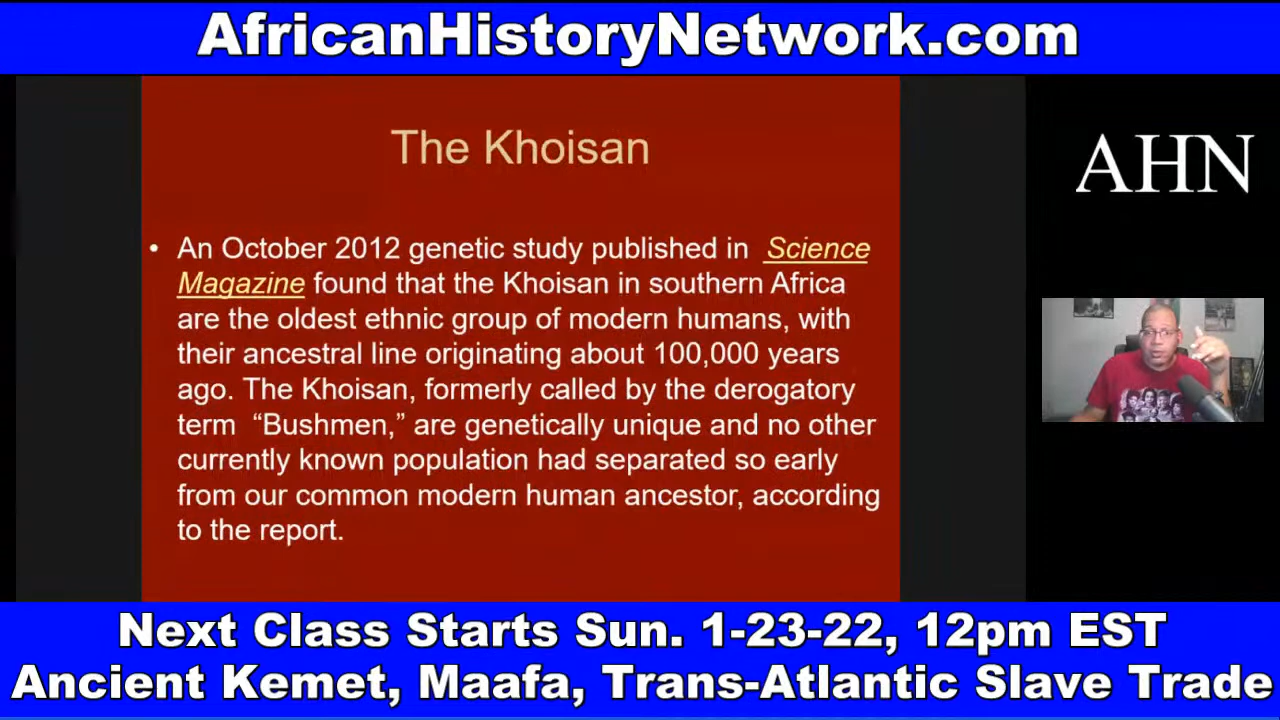 AfricanHistoryNetwork.com
The Khoisan
AHN
• An October 2012 genetic study published in Science
Magazine found that the Khoisan in southern Africa
are the oldest ethnic group of modern humans, with
their ancestral line originating about 100,000 years
ago. The Khoisan, formerly called by the derogatory
term “Bushmen,” are genetically unique and no other
currently known population had separated so early
from our common modern human ancestor, according
to the report.
Next Class Starts Sun. 1-23-22, 12pm EST
Ancient Kemet, Maafa, Trans-Atlantic Slave Trade